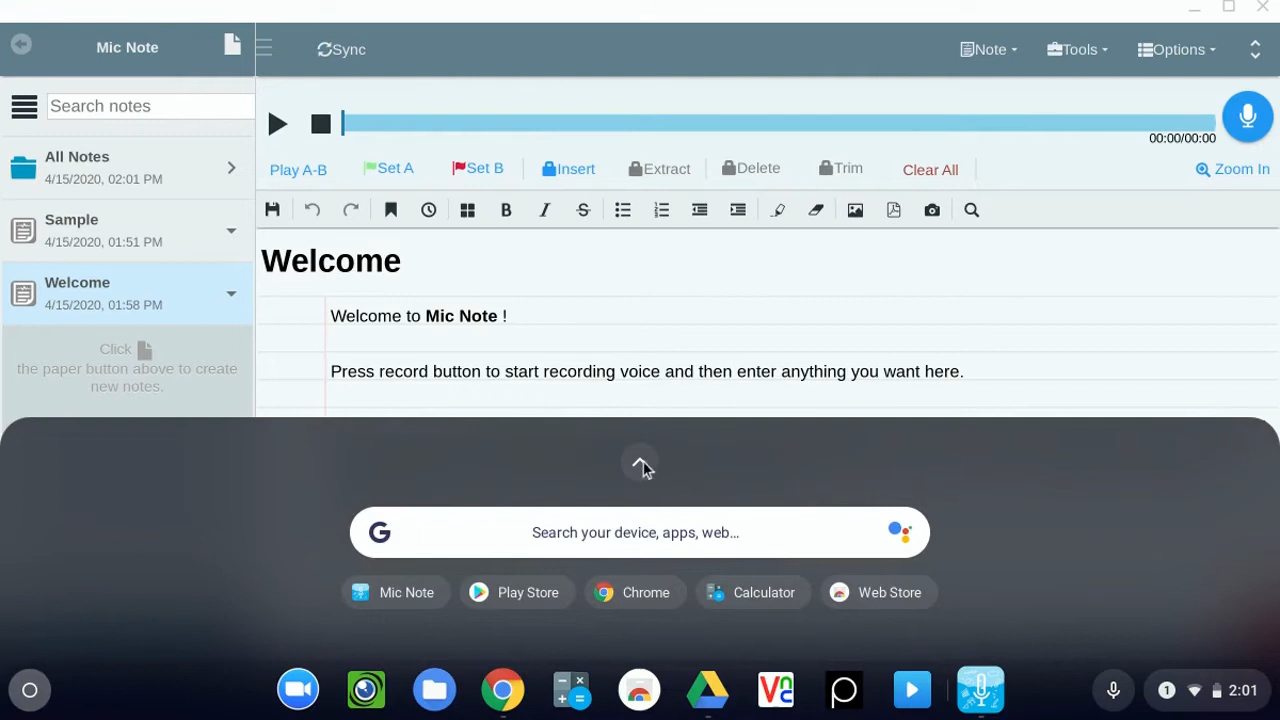 Mic Note
Sync
Note
Tools
Options
Search notes
All Notes
4/15/2020, 02:01 PM
Sample
4/15/2020, 01:51 PM
Welcome
4/15/2020, 01:58 PM
Click
the paper button above to create
new notes.
00:00/00:00
Play A-B
Set A
Set B
Insert
Extract
Delete
Trim
Clear All
Zoom In
B I S
Welcome
Welcome to Mic Note !
Press record button to start recording voice and then enter anything you want here.
G
Search your device, apps, web...
Mic Note
Play Store
Chrome
Calculator
Web Store
VNC
1
2:01